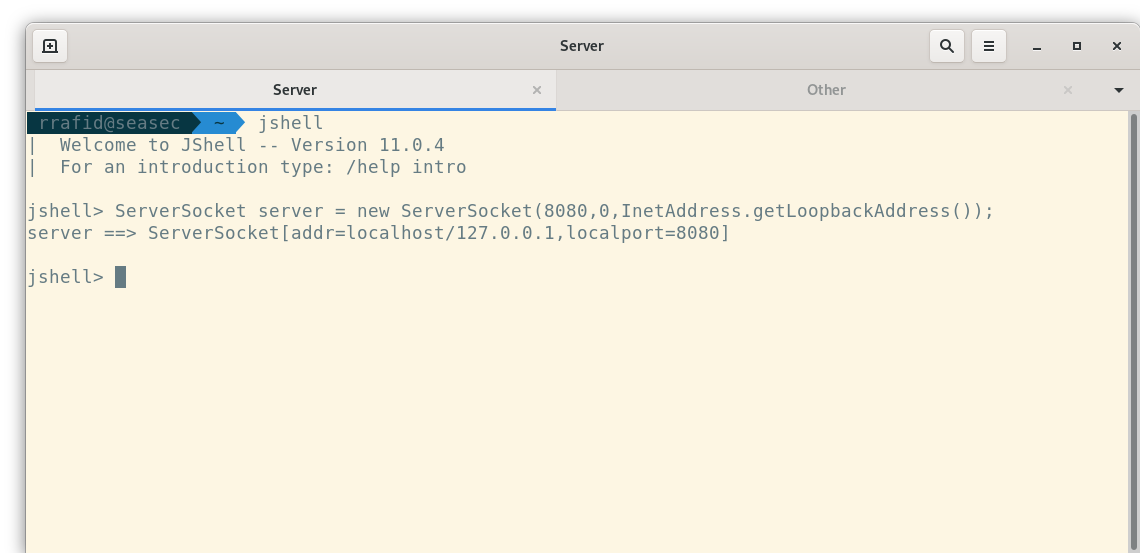 Server
Server
Other
rrafid@seasec ~ jshell
| Welcome to JShell -- Version 11.0.4
| For an introduction type: /help intro
jshell> ServerSocket server = new ServerSocket(8080,0,InetAddress.getLoopbackAddress());
server ==> ServerSocket[addr=localhost/127.0.0.1,localport=8080]
jshell>